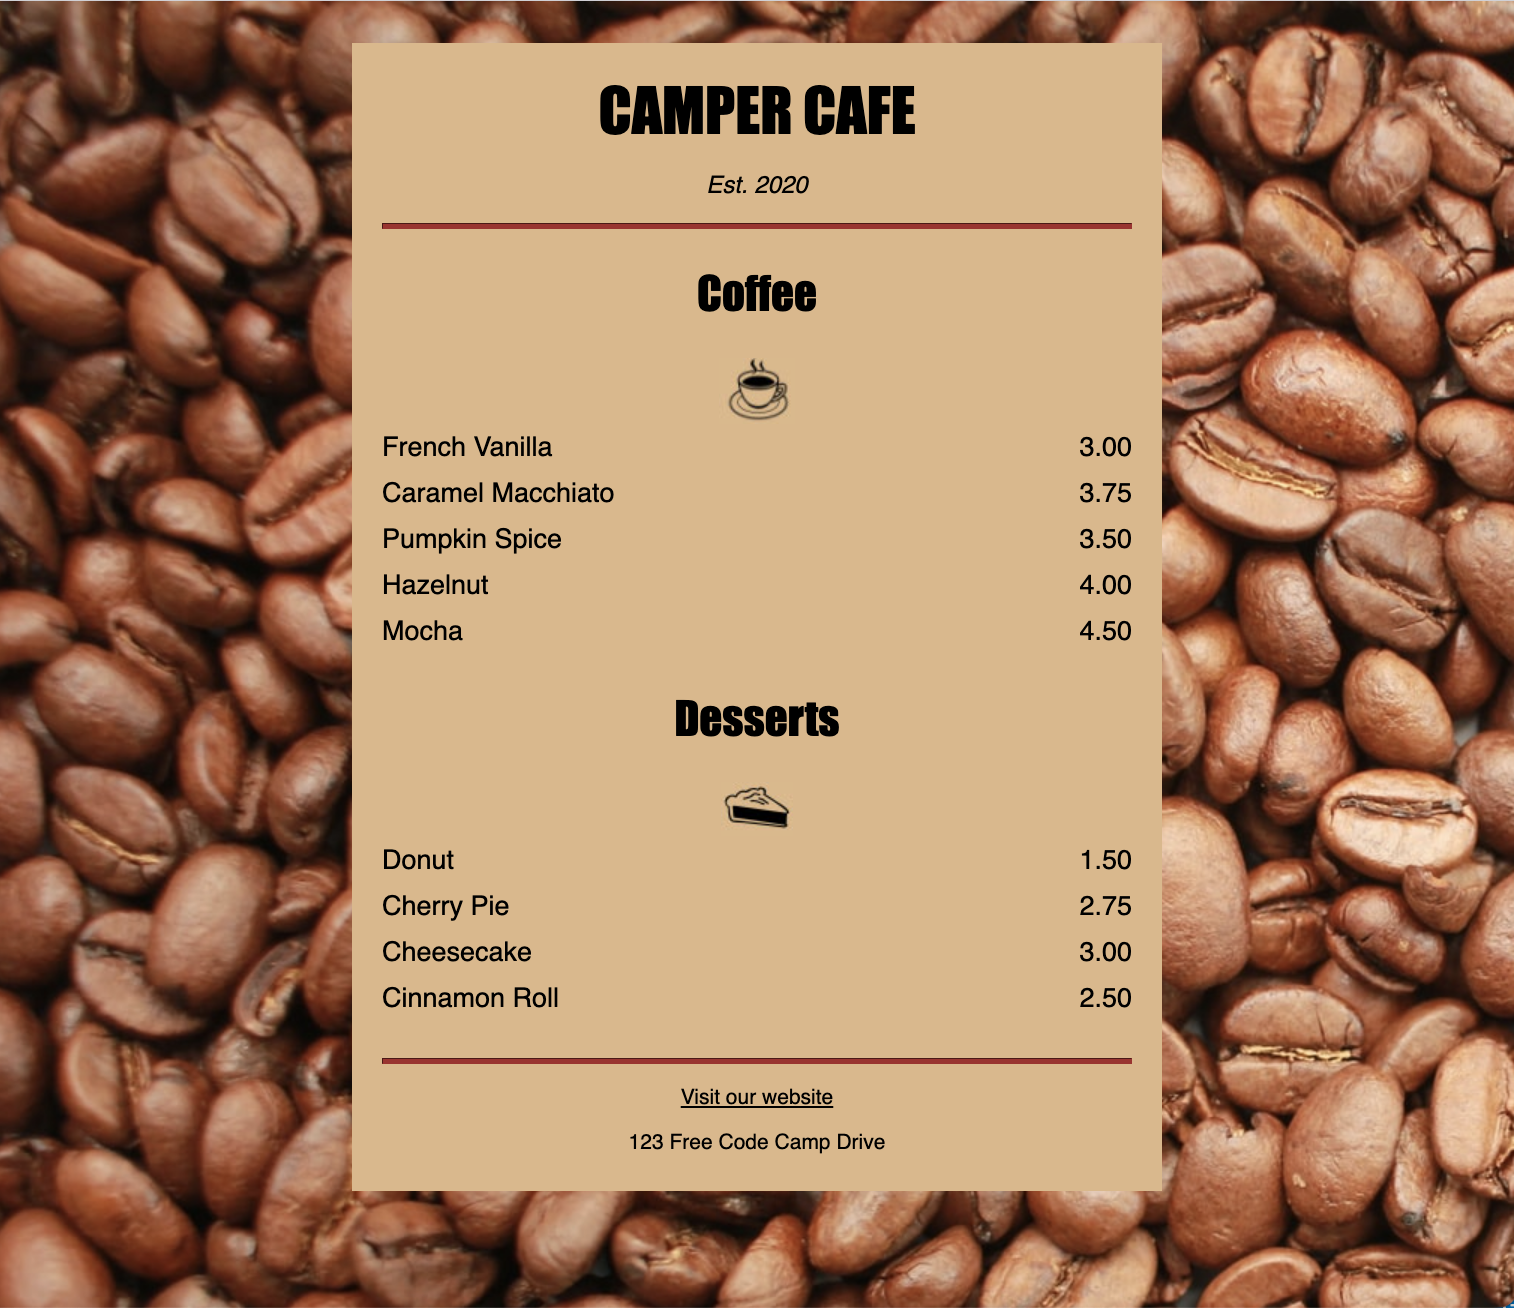 CAMPER CAFE
Est. 2020
Coffee
French Vanilla 3.00
Caramel Macchiato 3.75
Pumpkin Spice 3.50
Hazelnut 4.00
Mocha 4.50
Desserts
Donut 1.50
Cherry Pie 2.75
Cheesecake 3.00
Cinnamon Roll 2.50
Visit our website
123 Free Code Camp Drive